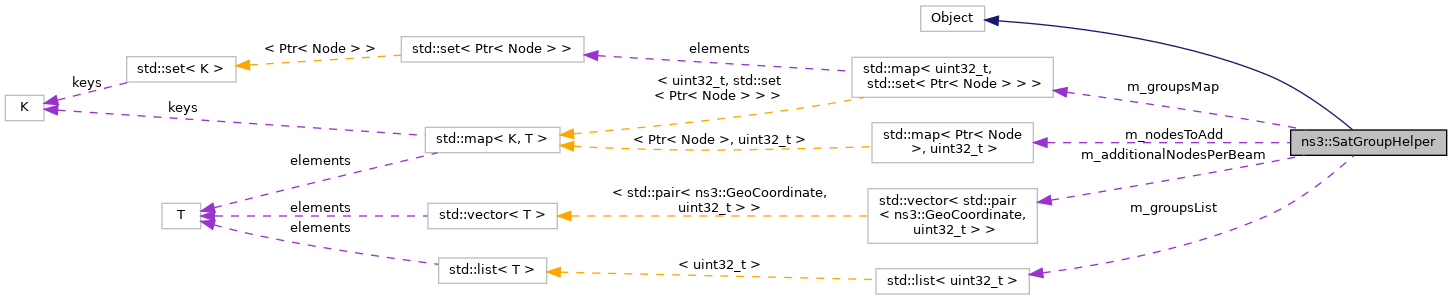 Object
< Ptr< Node > >
std::set< Ptr< Node > >
elements
std::set< K >
keys
K
keys
< uint32_t, std::set
< Ptr< Node > > >
std::map< uint32_t,
std::set< Ptr< Node > > >
m_groupsMap
std::map< K, T >
< Ptr< Node >, uint32_t >
std::map< Ptr< Node
>, uint32_t >
m_nodesToAdd
ns3::SatGroupHelper
elements
m_additionalNodesPerBeam
T
elements
std::vector< T >
< std::pair< ns3::GeoCoordinate,
uint32_t > >
std::vector< std::pair
< ns3::GeoCoordinate,
uint32_t > >
m_groupsList
elements
std::list< T >
< uint32_t >
std::list< uint32_t >